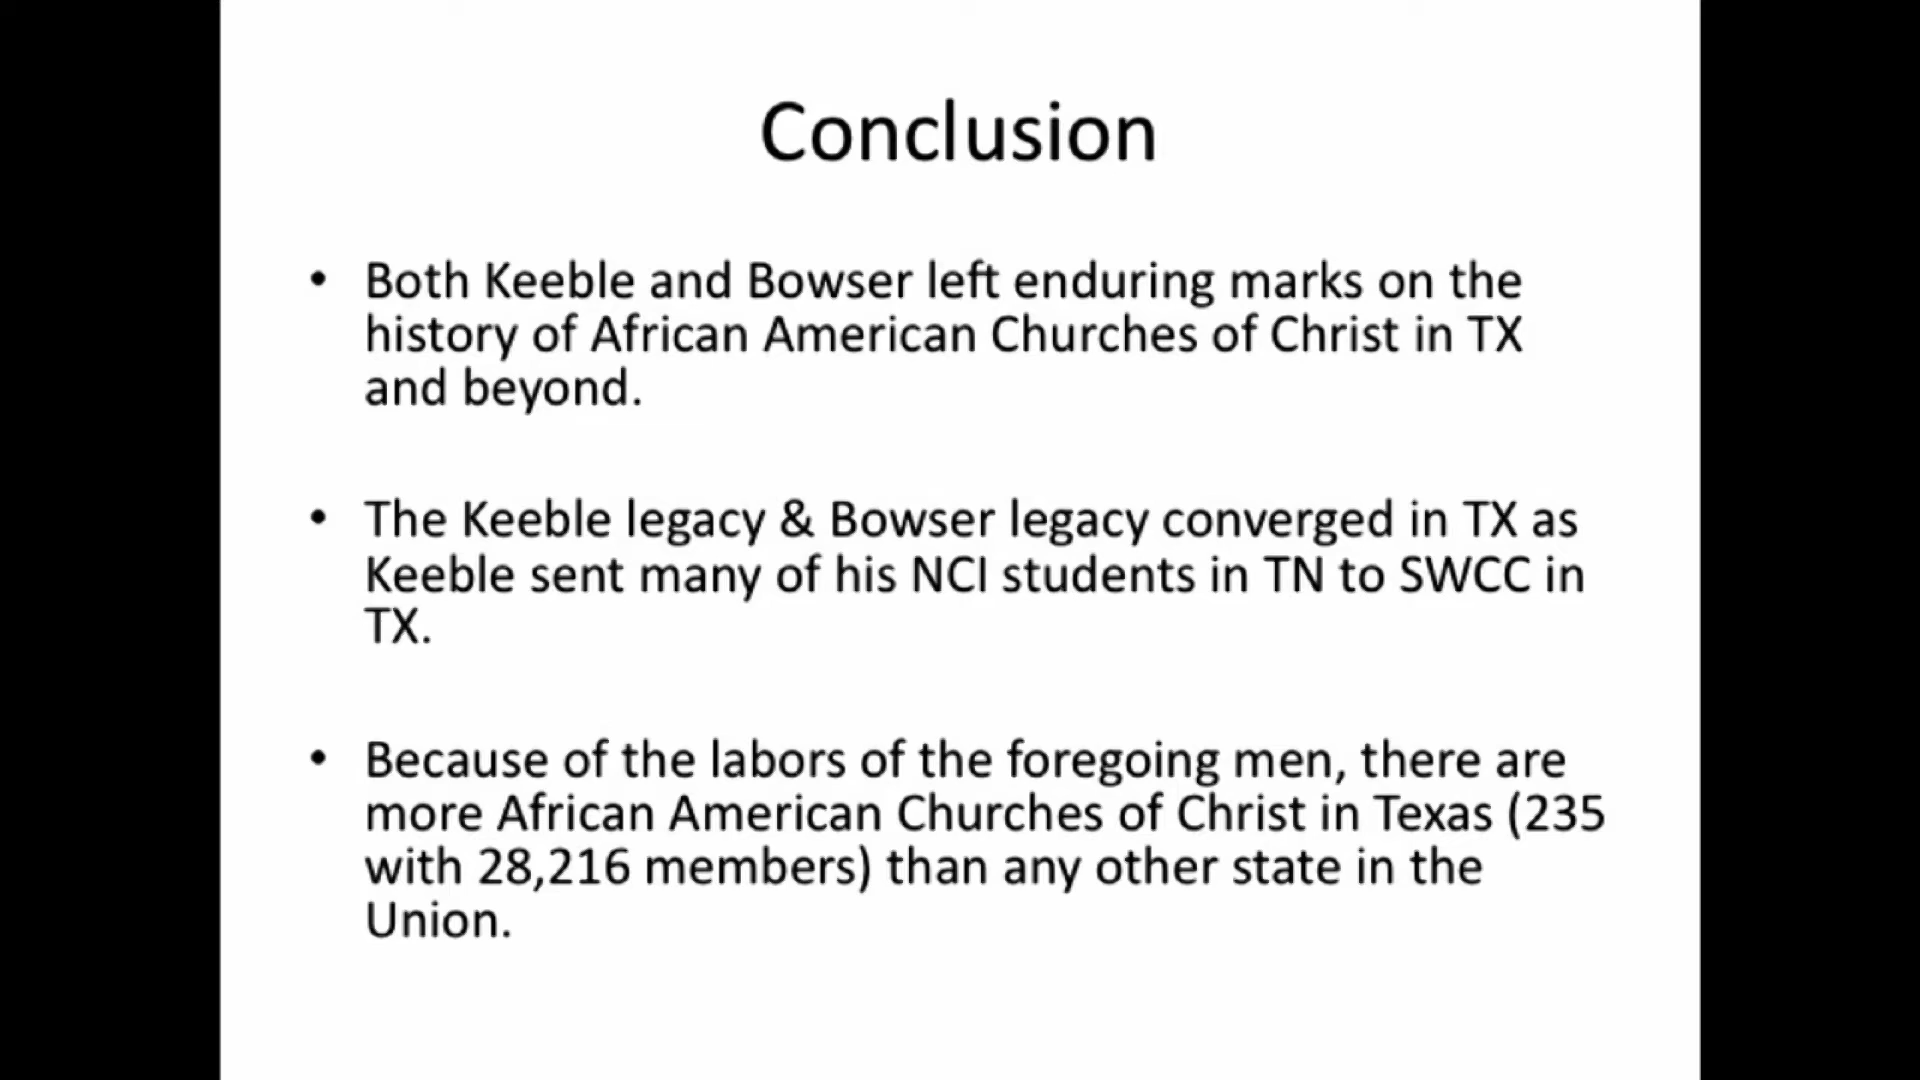 Conclusion
• Both Keeble and Bowser left enduring marks on the
history of African American Churches of Christ in TX
and beyond.
• The Keeble legacy & Bowser legacy converged in TX as
Keeble sent many of his NCI students in TN to SWCC in
TX.
• Because of the labors of the foregoing men, there are
more African American Churches of Christ in Texas (235
with 28,216 members) than any other state in the
Union.